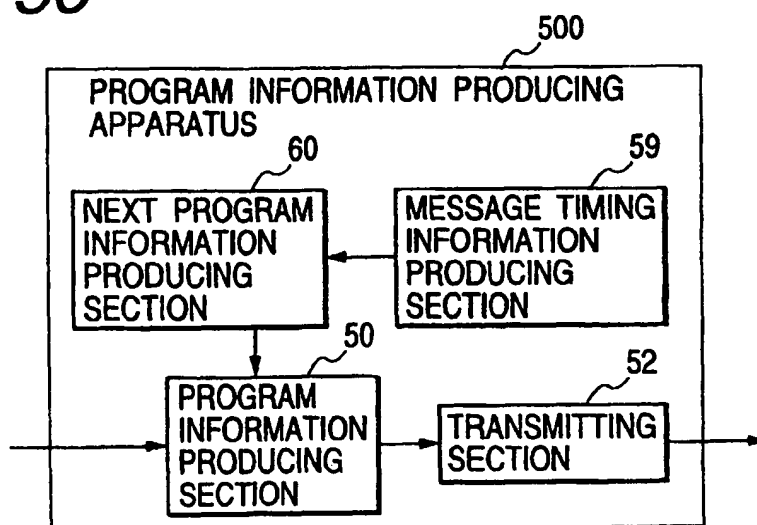 500
PROGRAM INFORMATION PRODUCING
APPARATUS
60
59
NEXT PROGRAM
INFORMATION
PRODUCING
SECTION
MESSAGE TIMING
INFORMATION
PRODUCING
SECTION
50
52
PROGRAM
INFORMATION
PRODUCING
SECTION
TRANSMITTING
SECTION